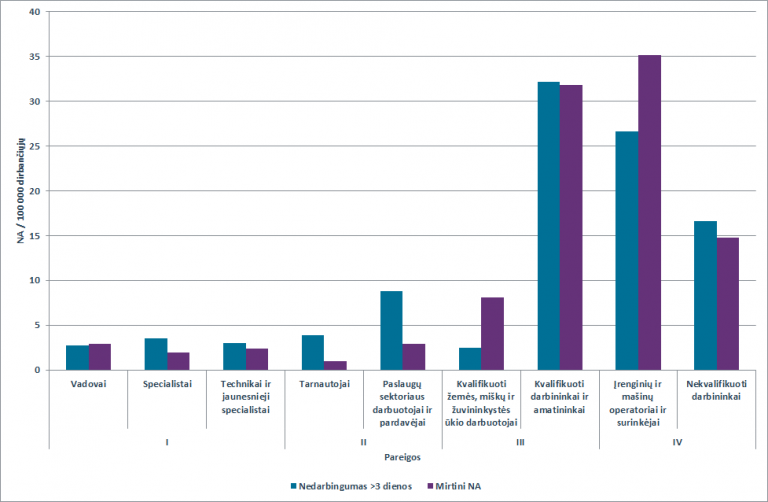 40
35
30
25
20
15
10
5
0
NA / 100 000 dirbančiųjų
Vadovai
Specialistai
Technikai ir
jaunesnieji
specialistai
Tarnautojai
Paslaugų
sektoriaus
darbuotojai ir
pardavėjai
Kvalifikuoti
žemės, miškų ir
žuvininkystės
ūkio darbuotojai
Kvalifikuoti
darbininkai ir
amatininkai
Įrenginių ir
mašinų
operatoriai ir
surinkėjai
Nekvalifikuoti
darbininkai
I
II
III
IV
Pareigos
Nedarbingumas >3 dienos
Mirtini NA